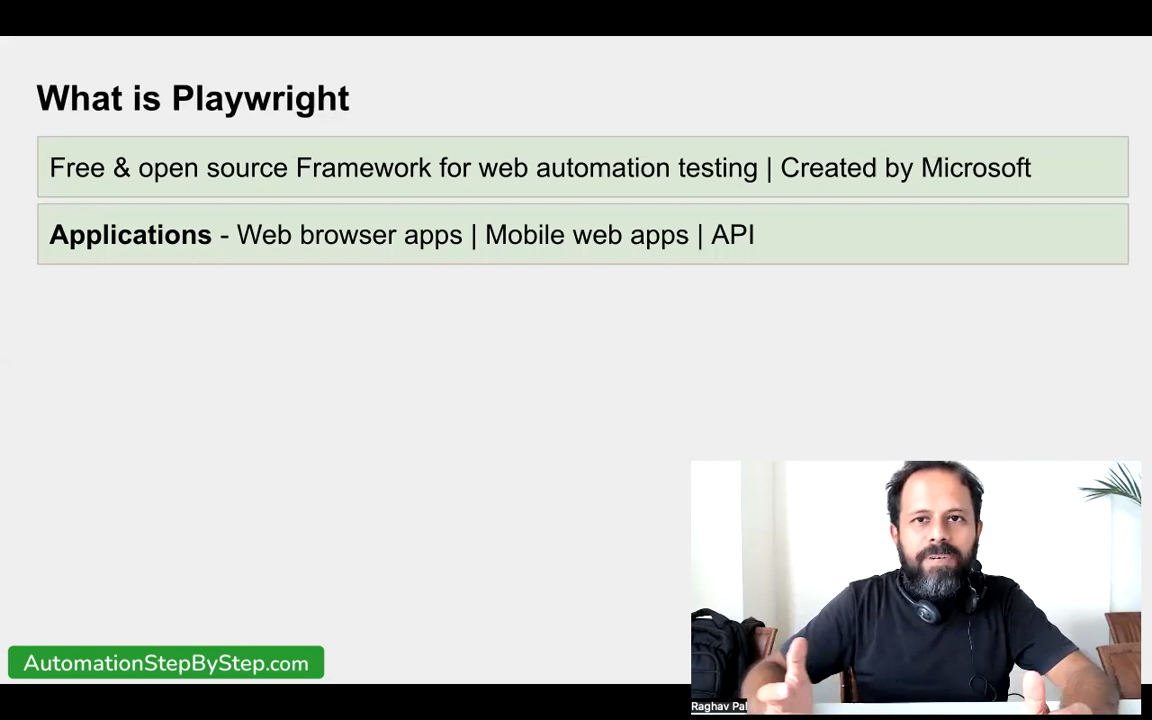 What is Playwright
Free & open source Framework for web automation testing | Created by Microsoft
Applications - Web browser apps | Mobile web apps | API
AutomationStepByStep.com
Raghav Pal